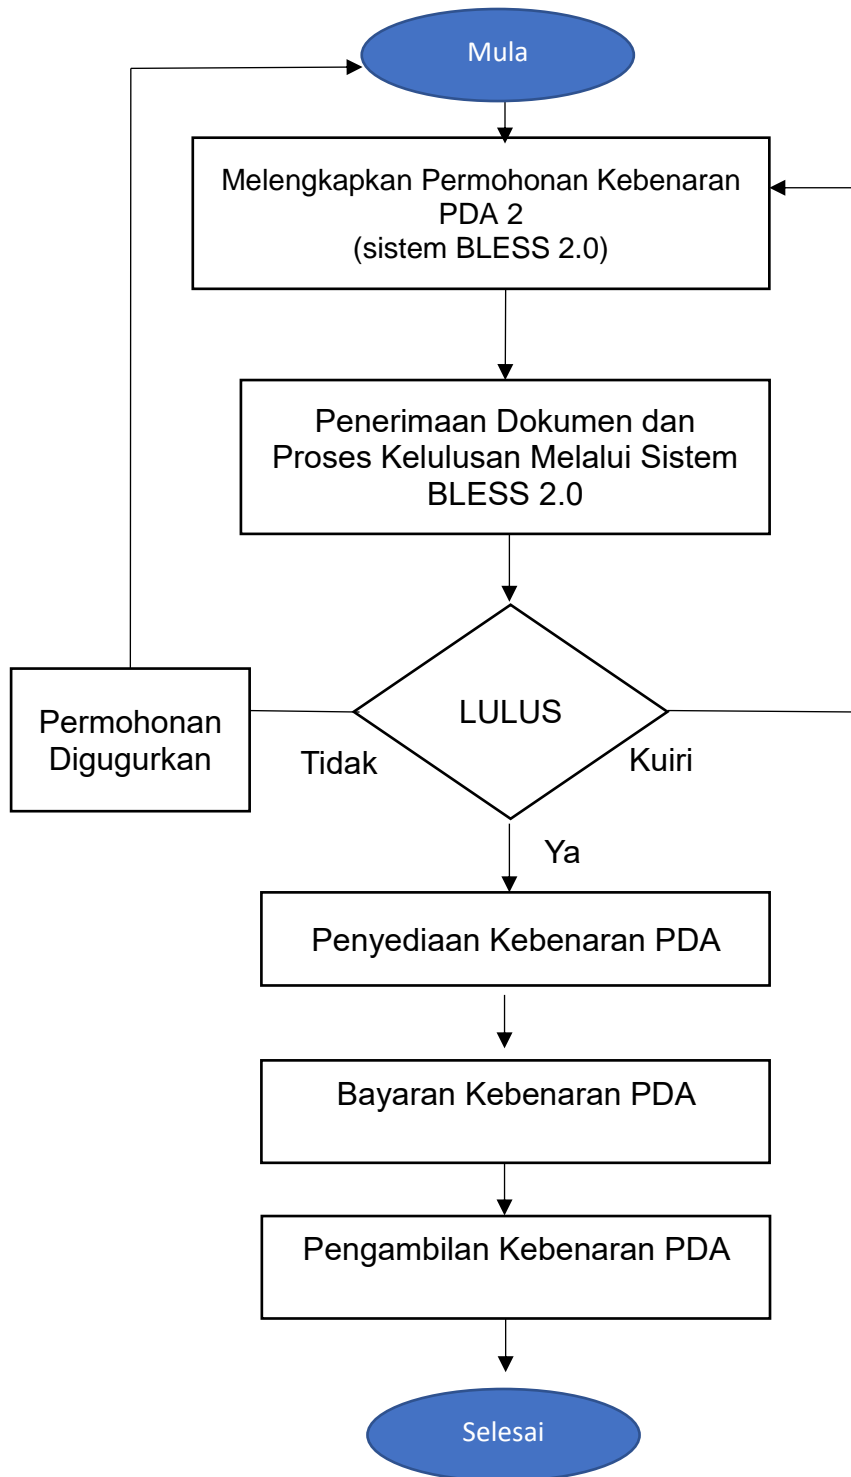 Mula
Melengkapkan Permohonan Kebenaran
PDA 2
(sistem BLESS 2.0)
Penerimaan Dokumen dan
Proses Kelulusan Melalui Sistem
BLESS 2.0
LULUS
Permohonan
Digugurkan
Tidak
Kuiri
Ya
Penyediaan Kebenaran PDA
Bayaran Kebenaran PDA
Pengambilan Kebenaran PDA
Selesai